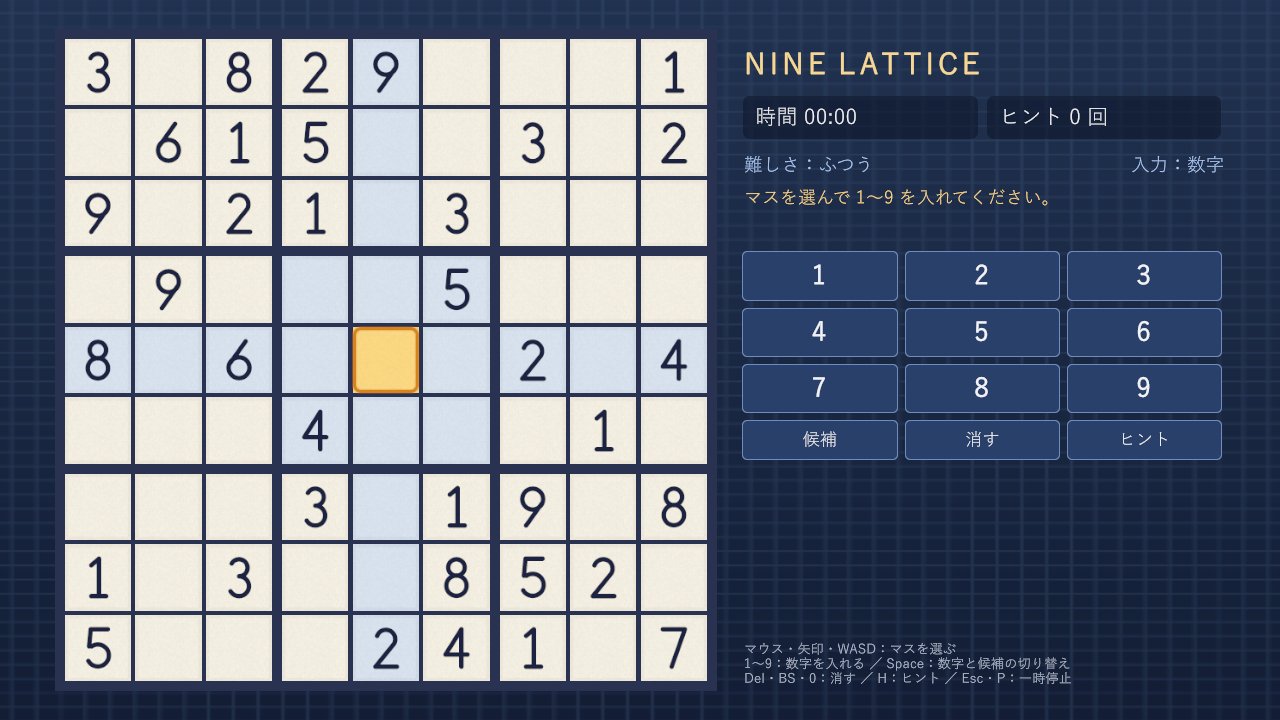 3 8 2 9 1
6 1 5 3 2
9 2 1 3
9 5
8 6 2 4
4 1
3 1 9 8
1 3 8 5 2
5 2 4 1 7
NINE LATTICE
時間 00:00 ヒント 0 回
難しさ：ふつう 入力：数字
マスを選んで 1～9 を入れてください。
1 2 3
4 5 6
7 8 9
候補 消す ヒント
マウス・矢印・WASD：マスを選ぶ
1～9：数字を入れる ／ Space：数字と候補の切り替え
Del・BS・0：消す ／ H：ヒント ／ Esc・P：一時停止